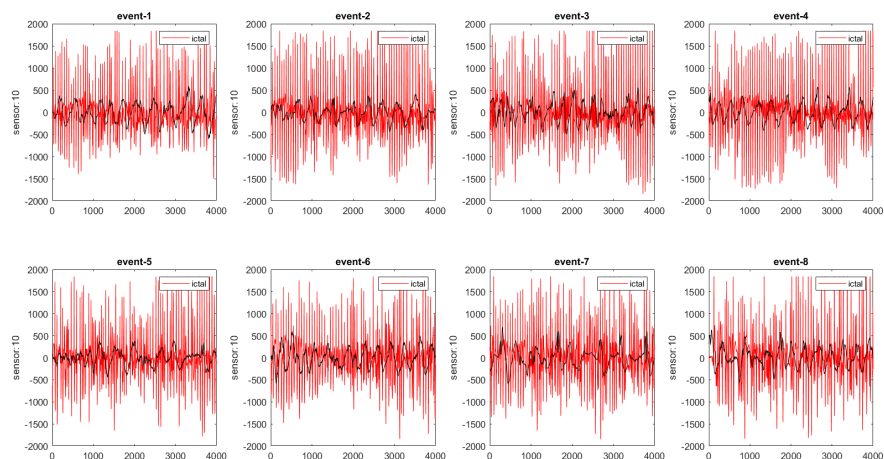 event-1 event-2 event-3 event-4
2000 2000 2000 2000
ictal ictal ictal ictal
1500 1500 1500 1500
1000 1000 1000 1000
500 500 500 500
sensor:10 sensor:10 sensor:10 sensor:10
0 0 0 0
-500 -500 -500 -500
-1000 -1000 -1000 -1000
-1500 -1500 -1500 -1500
-2000 -2000 -2000 -2000
0 1000 2000 3000 4000 0 1000 2000 3000 4000 0 1000 2000 3000 4000 0 1000 2000 3000 4000
event-5 event-6 event-7 event-8
2000 2000 2000 2000
ictal ictal ictal ictal
1500 1500 1500 1500
1000 1000 1000 1000
500 500 500 500
sensor:10 sensor:10 sensor:10 sensor:10
0 0 0 0
-500 -500 -500 -500
-1000 -1000 -1000 -1000
-1500 -1500 -1500 -1500
-2000 -2000 -2000 -2000
0 1000 2000 3000 4000 0 1000 2000 3000 4000 0 1000 2000 3000 4000 0 1000 2000 3000 4000